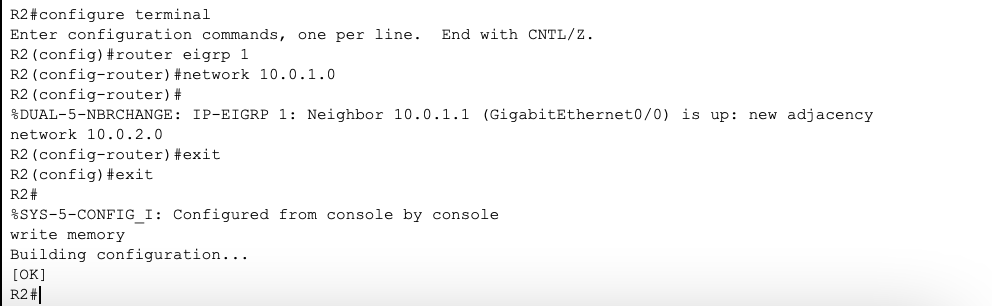 R2#configure terminal
Enter configuration commands, one per line.  End with CNTL/Z.
R2(config)#router eigrp 1
R2(config-router)#network 10.0.1.0
R2(config-router)#
%DUAL-5-NBRCHANGE: IP-EIGRP 1: Neighbor 10.0.1.1 (GigabitEthernet0/0) is up: new adjacency
network 10.0.2.0
R2(config-router)#exit
R2(config)#exit
R2#
%SYS-5-CONFIG_I: Configured from console by console
write memory
Building configuration...
[OK]
R2#